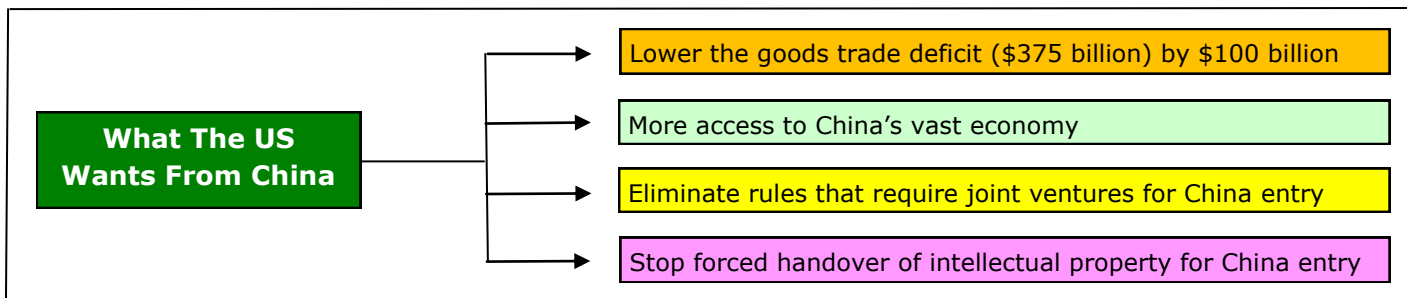 What The US
Wants From China
Lower the goods trade deficit ($375 billion) by $100 billion
More access to China’s vast economy
Eliminate rules that require joint ventures for China entry
Stop forced handover of intellectual property for China entry